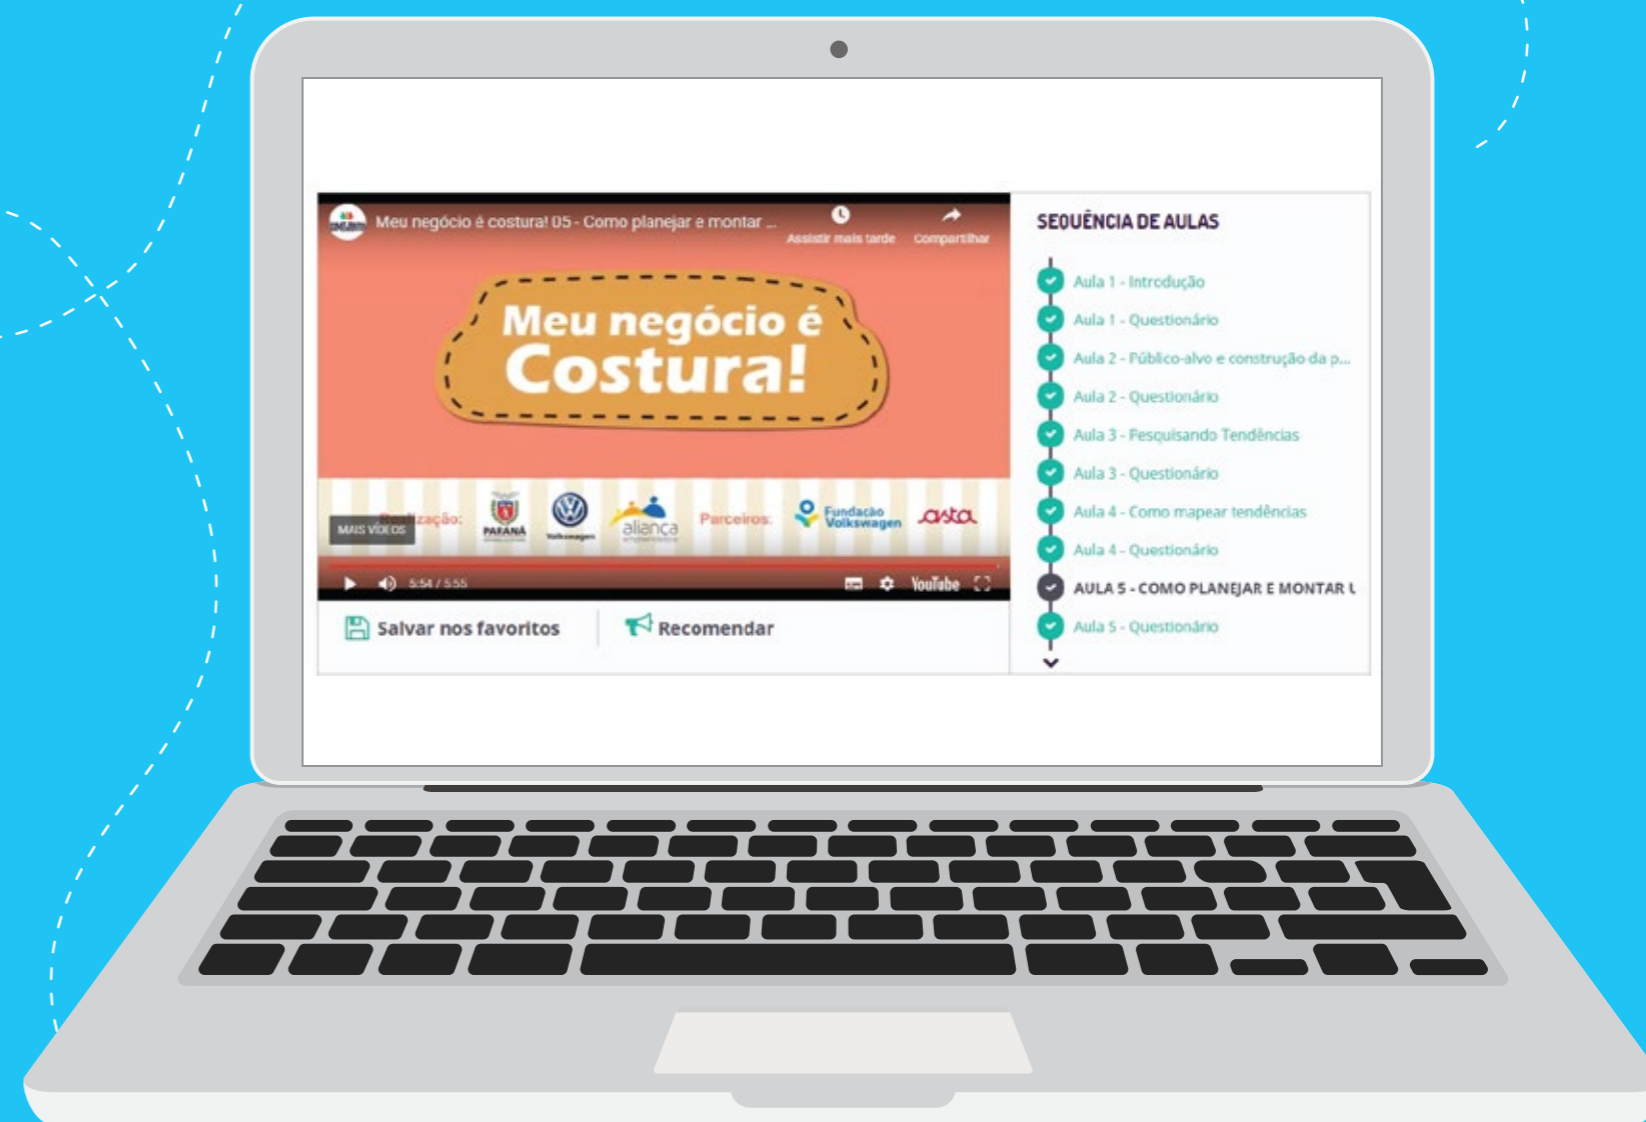 Meu negócio é costura! 05 - Como planejar e montar ...
Assistir mais tarde
Compartilhar
Meu negócio é
Costura!
MAIS VÍDEOS
PARANÁ
Volkswagen
aliança
Parceiros:
Fundação
Volkswagen
asta
5:54 / 5:55
YouTube
Salvar nos favoritos
Recomendar
SEQUÊNCIA DE AULAS
Aula 1 - Introdução
Aula 1 - Questionário
Aula 2 - Público-alvo e construção da p...
Aula 2 - Questionário
Aula 3 - Pesquisando Tendências
Aula 3 - Questionário
Aula 4 - Como mapear tendências
Aula 4 - Questionário
AULA 5 - COMO PLANEJAR E MONTAR U
Aula 5 - Questionário